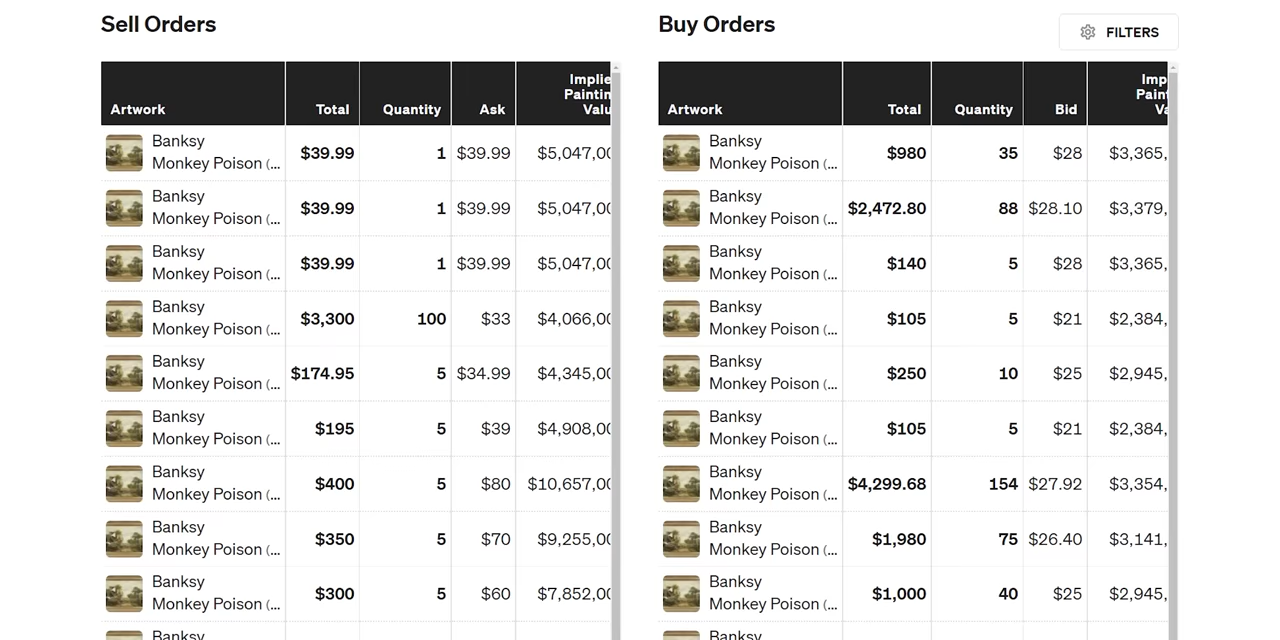 Sell Orders
Artwork Total Quantity Ask Implie
Paintin
Valu
Banksy
Monkey Poison (... $39.99 1 $39.99 $5,047,00
Banksy
Monkey Poison (... $39.99 1 $39.99 $5,047,00
Banksy
Monkey Poison (... $39.99 1 $39.99 $5,047,00
Banksy
Monkey Poison (... $3,300 100 $33 $4,066,00
Banksy
Monkey Poison (... $174.95 5 $34.99 $4,345,00
Banksy
Monkey Poison (... $195 5 $39 $4,908,00
Banksy
Monkey Poison (... $400 5 $80 $10,657,00
Banksy
Monkey Poison (... $350 5 $70 $9,255,00
Banksy
Monkey Poison (... $300 5 $60 $7,852,00
Banksy
Buy Orders
FILTERS
Artwork Total Quantity Bid Imp
Paint
Va
Banksy
Monkey Poison (... $980 35 $28 $3,365,
Banksy
Monkey Poison (... $2,472.80 88 $28.10 $3,379,
Banksy
Monkey Poison (... $140 5 $28 $3,365,
Banksy
Monkey Poison (... $105 5 $21 $2,384,
Banksy
Monkey Poison (... $250 10 $25 $2,945,
Banksy
Monkey Poison (... $105 5 $21 $2,384,
Banksy
Monkey Poison (... $4,299.68 154 $27.92 $3,354,
Banksy
Monkey Poison (... $1,980 75 $26.40 $3,141,
Banksy
Monkey Poison (... $1,000 40 $25 $2,945,
Banksy